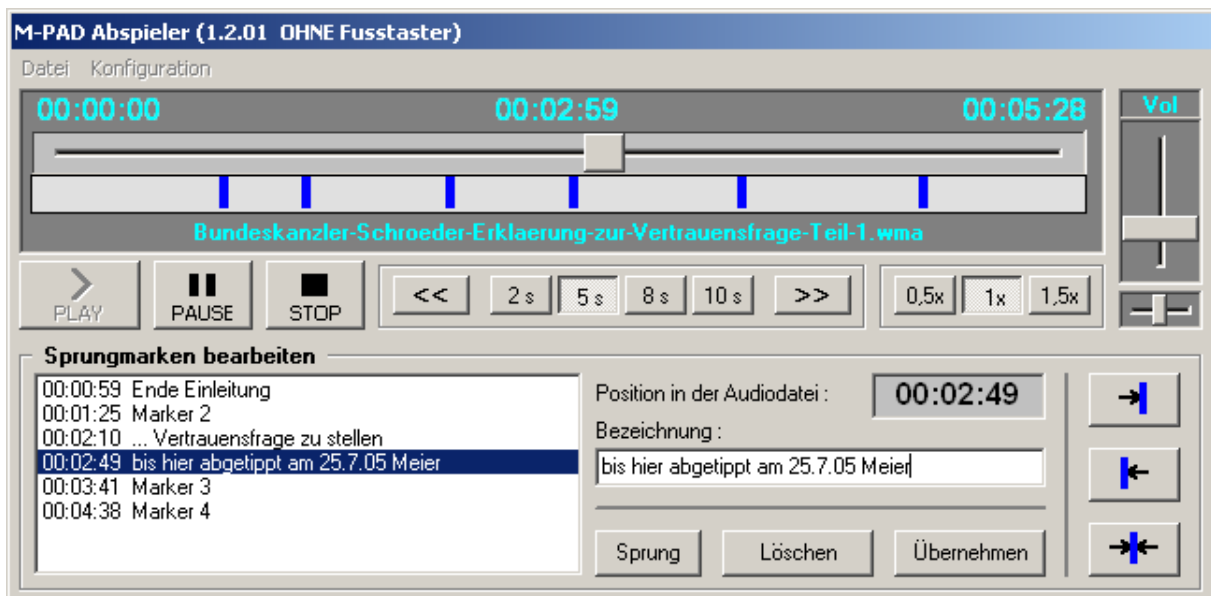 M-PAD Abspieler (1.2.01  OHNE Fusstaster)
Datei Konfiguration
00:00:00 00:02:59 00:05:28 Vol
Bundeskanzler-Schroeder-Erklaerung-zur-Vertrauensfrage-Teil-1.wma
PLAY PAUSE STOP << 2 s 5 s 8 s 10 s >> 0,5x 1x 1,5x
Sprungmarken bearbeiten
00:00:59 Ende Einleitung
00:01:25 Marker 2
00:02:10 ... Vertrauensfrage zu stellen
00:02:49 bis hier abgetippt am 25.7.05 Meier
00:03:41 Marker 3
00:04:38 Marker 4
Position in der Audiodatei : 00:02:49
Bezeichnung :
bis hier abgetippt am 25.7.05 Meier
Sprung Löschen Übernehmen